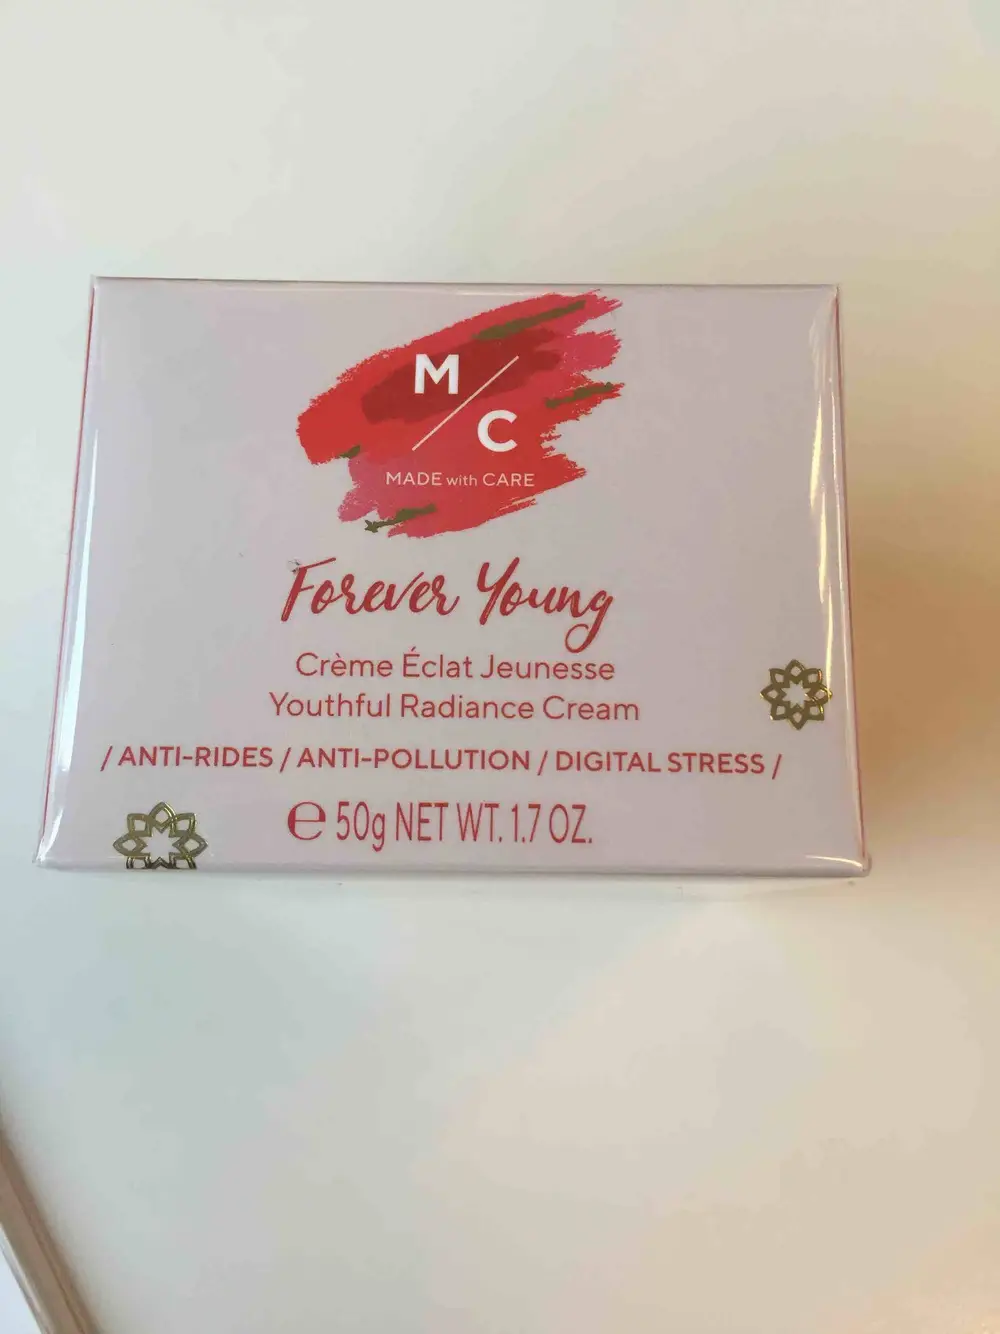 M
C
MADE with CARE
Forever Young
Crème Éclat Jeunesse
Youthful Radiance Cream
/ ANTI-RIDES / ANTI-POLLUTION / DIGITAL STRESS /
℮ 50g NET WT. 1.7 OZ.